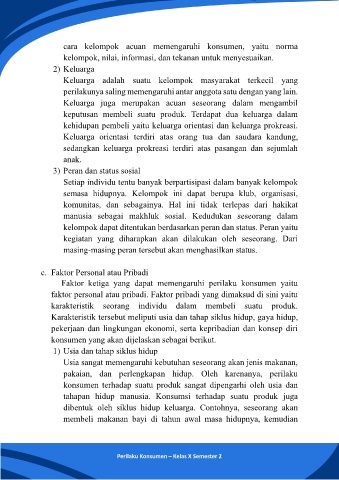 cara kelompok acuan memengaruhi konsumen, yaitu norma
kelompok, nilai, informasi, dan tekanan untuk menyesuaikan.
2) Keluarga
Keluarga adalah suatu kelompok masyarakat terkecil yang
perilakunya saling memengaruhi antar anggota satu dengan yang lain.
Keluarga juga merupakan acuan seseorang dalam mengambil
keputusan membeli suatu produk. Terdapat dua keluarga dalam
kehidupan pembeli yaitu keluarga orientasi dan keluarga prokreasi.
Keluarga orientasi terdiri atas orang tua dan saudara kandung,
sedangkan keluarga prokreasi terdiri atas pasangan dan sejumlah
anak.
3) Peran dan status sosial
Setiap individu tentu banyak berpartisipasi dalam banyak kelompok
semasa hidupnya. Kelompok ini dapat berupa klub, organisasi,
komunitas, dan sebagainya. Hal ini tidak terlepas dari hakikat
manusia sebagai makhluk sosial. Kedudukan seseorang dalam
kelompok dapat ditentukan berdasarkan peran dan status. Peran yaitu
kegiatan yang diharapkan akan dilakukan oleh seseorang. Dari
masing-masing peran tersebut akan menghasilkan status.
c. Faktor Personal atau Pribadi
Faktor ketiga yang dapat memengaruhi perilaku konsumen yaitu
faktor personal atau pribadi. Faktor pribadi yang dimaksud di sini yaitu
karakteristik seorang individu dalam membeli suatu produk.
Karakteristik tersebut meliputi usia dan tahap siklus hidup, gaya hidup,
pekerjaan dan lingkungan ekonomi, serta kepribadian dan konsep diri
konsumen yang akan dijelaskan sebagai berikut.
1) Usia dan tahap siklus hidup
Usia sangat memengaruhi kebutuhan seseorang akan jenis makanan,
pakaian, dan perlengkapan hidup. Oleh karenanya, perilaku
konsumen terhadap suatu produk sangat dipengarhi oleh usia dan
tahapan hidup manusia. Konsumsi terhadap suatu produk juga
dibentuk oleh siklus hidup keluarga. Contohnya, seseorang akan
membeli makanan bayi di tahun awal masa hidupnya, kemudian
Perilaku Konsumen – Kelas X Semester 2